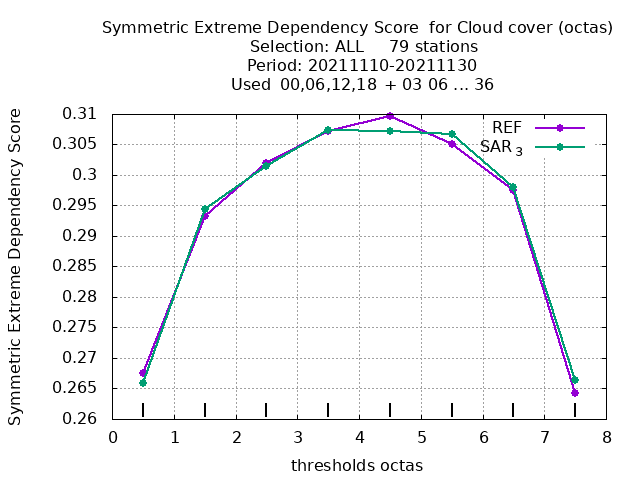 Symmetric Extreme Dependency Score  for Cloud cover (octas)
Selection: ALL     79 stations
Period: 20211110-20211130
Used  00,06,12,18  + 03 06 ... 36
Symmetric Extreme Dependency Score
0.31
0.305
0.3
0.295
0.29
0.285
0.28
0.275
0.27
0.265
0.26
REF
SAR 3
0 1 2 3 4 5 6 7 8
thresholds octas